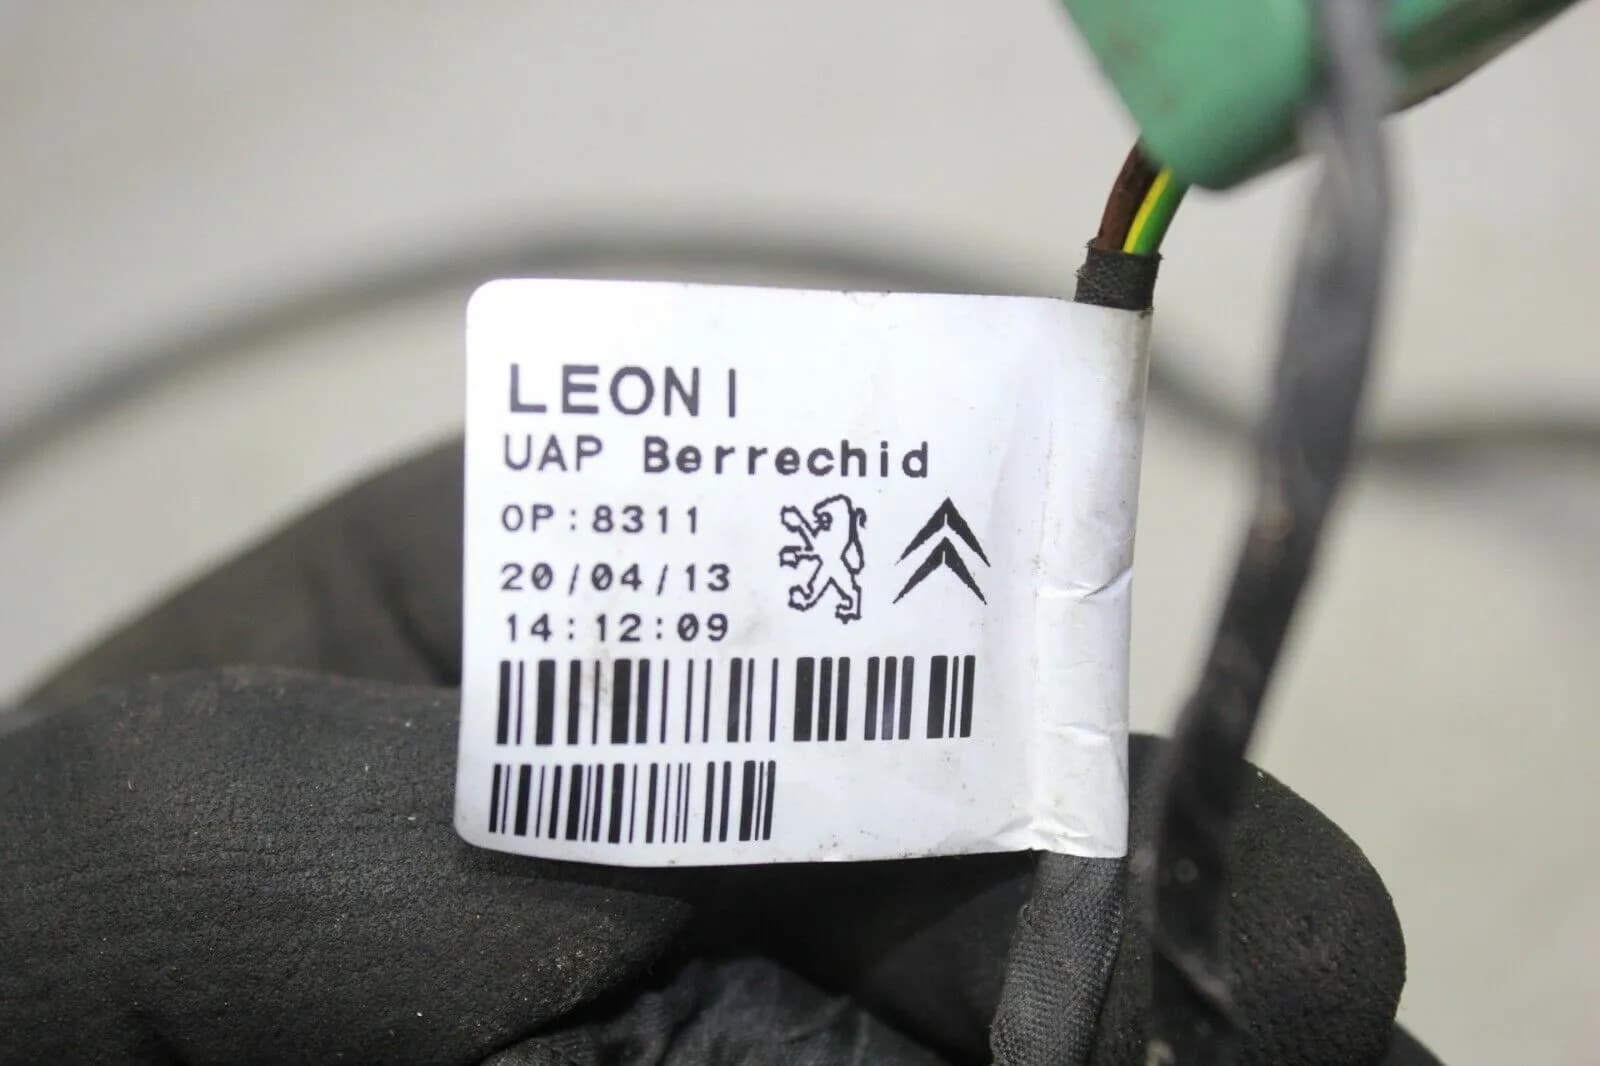 LEONI
UAP Berrechid
OP:8311
20/04/13
14:12:09